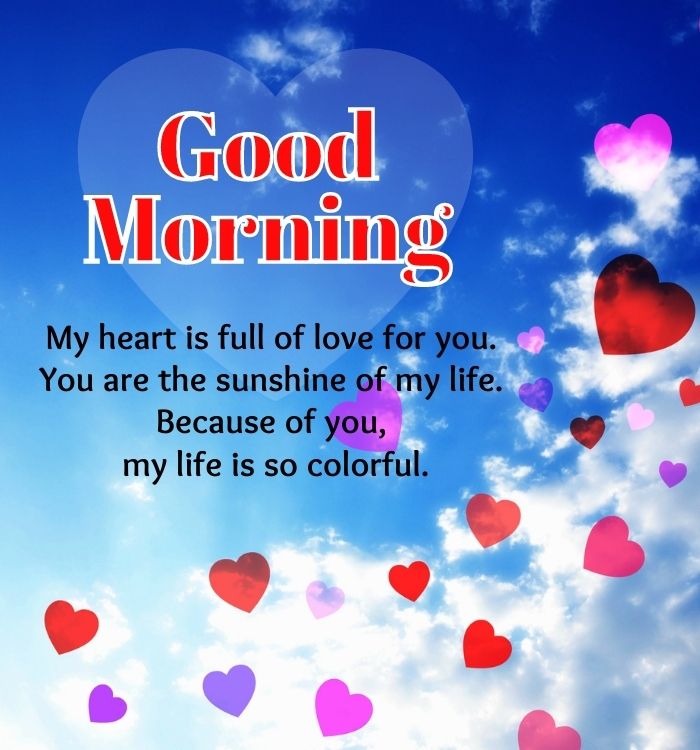 Good
Morning
My heart is full of love for you.
You are the sunshine of my life.
Because of you,
my life is so colorful.